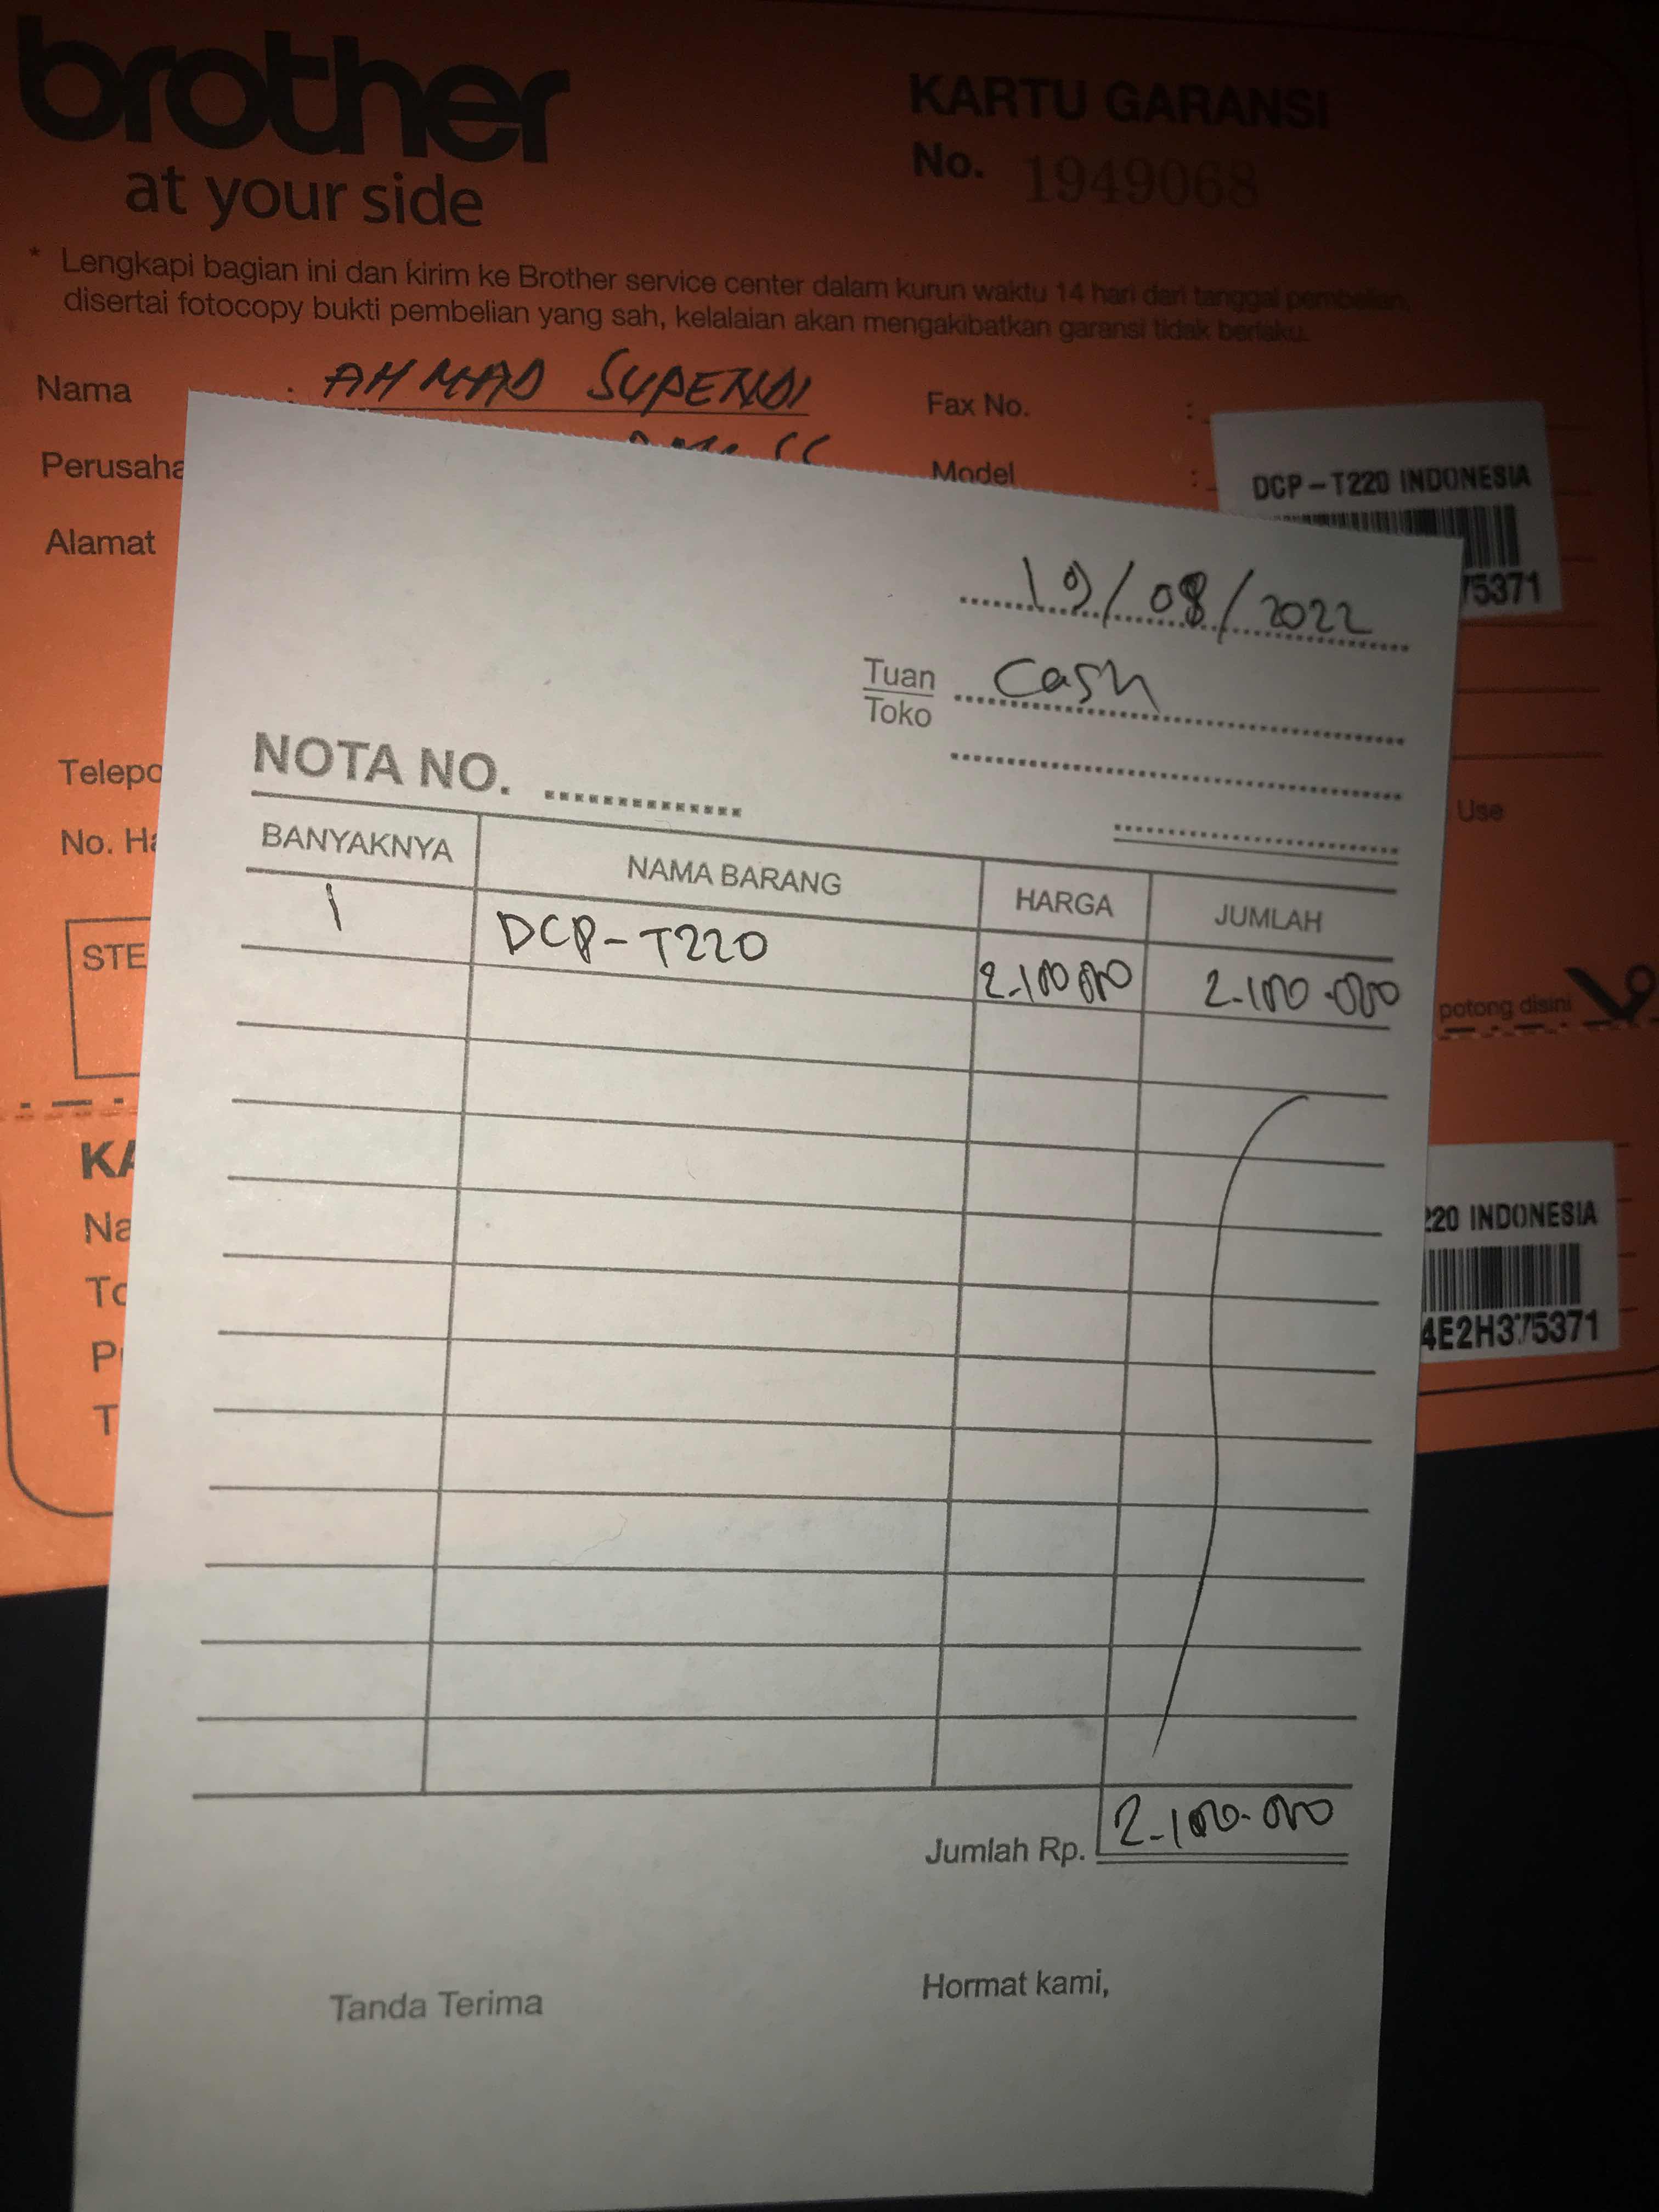 brother
at your side
KARTU GARANSI
No. 1949068
* Lengkapi bagian ini dan kirim ke Brother service center dalam kurun waktu 14 hari dari tanggal pembelian,
disertai fotocopy bukti pembelian yang sah, kelalaian akan mengakibatkan garansi tidak berlaku.
Nama : AHMAD SUPENDI
Fax No. :
Perusaha
Model :
DCP-T220 INDONESIA
75371
Alamat
Telepo
No. Ha
Use
STE
potong disini
KA
Na
To
P
T
220 INDONESIA
4E2H375371
19/08/2022
Tuan Cash
Toko
NOTA NO.
BANYAKNYA NAMA BARANG HARGA JUMLAH
1 DCP-T220 2.100.000 2.100.000
Jumlah Rp. 2.100.000
Tanda Terima Hormat kami,